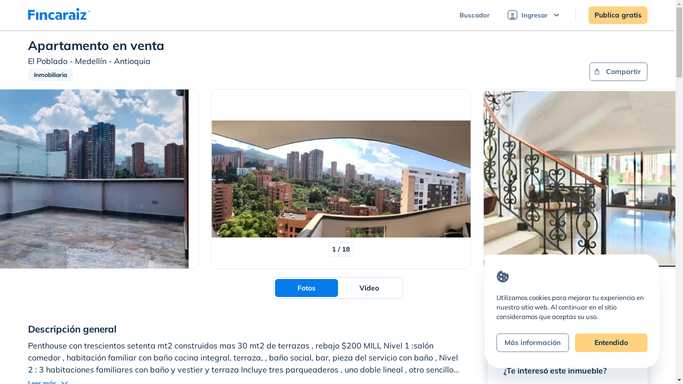 Fincaraiz
Buscador
Ingresar
Publica gratis
Apartamento en venta
El Poblado - Medellín - Antioquia
Inmobiliaria
Compartir
1 / 18
Fotos
Video
Utilizamos cookies para mejorar tu experiencia en
nuestro sitio web. Al continuar en el sitio
consideramos que aceptas su uso.
Más información
Entendido
Descripción general
Penthouse con trescientos setenta mt2 construidos mas 30 mt2 de terrazas , rebajo $200 MILL Nivel 1 :salón
comedor , habitación familiar con baño cocina integral, terraza, , baño social, bar, pieza del servicio con baño , Nivel
2 : 3 habitaciones familiares con baño y vestier y terraza Incluye tres parqueaderos , uno doble lineal , otro sencillo...
Leer más
¿Te interesó este inmueble?